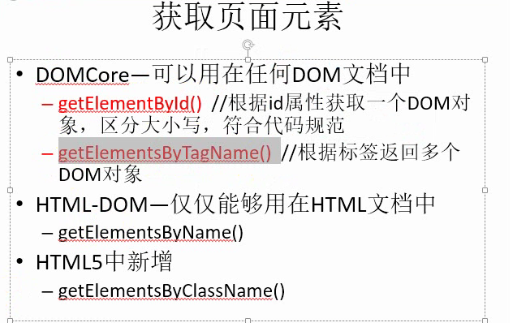 获取页面元素
• DOMCore—可以用在任何DOM文档中
– getElementById() //根据id属性获取一个DOM对
象，区分大小写，符合代码规范
– getElementsByTagName() //根据标签返回多个
DOM对象
• HTML-DOM—仅仅能够用在HTML文档中
– getElementsByName()
• HTML5中新增
– getElementsByClassName()